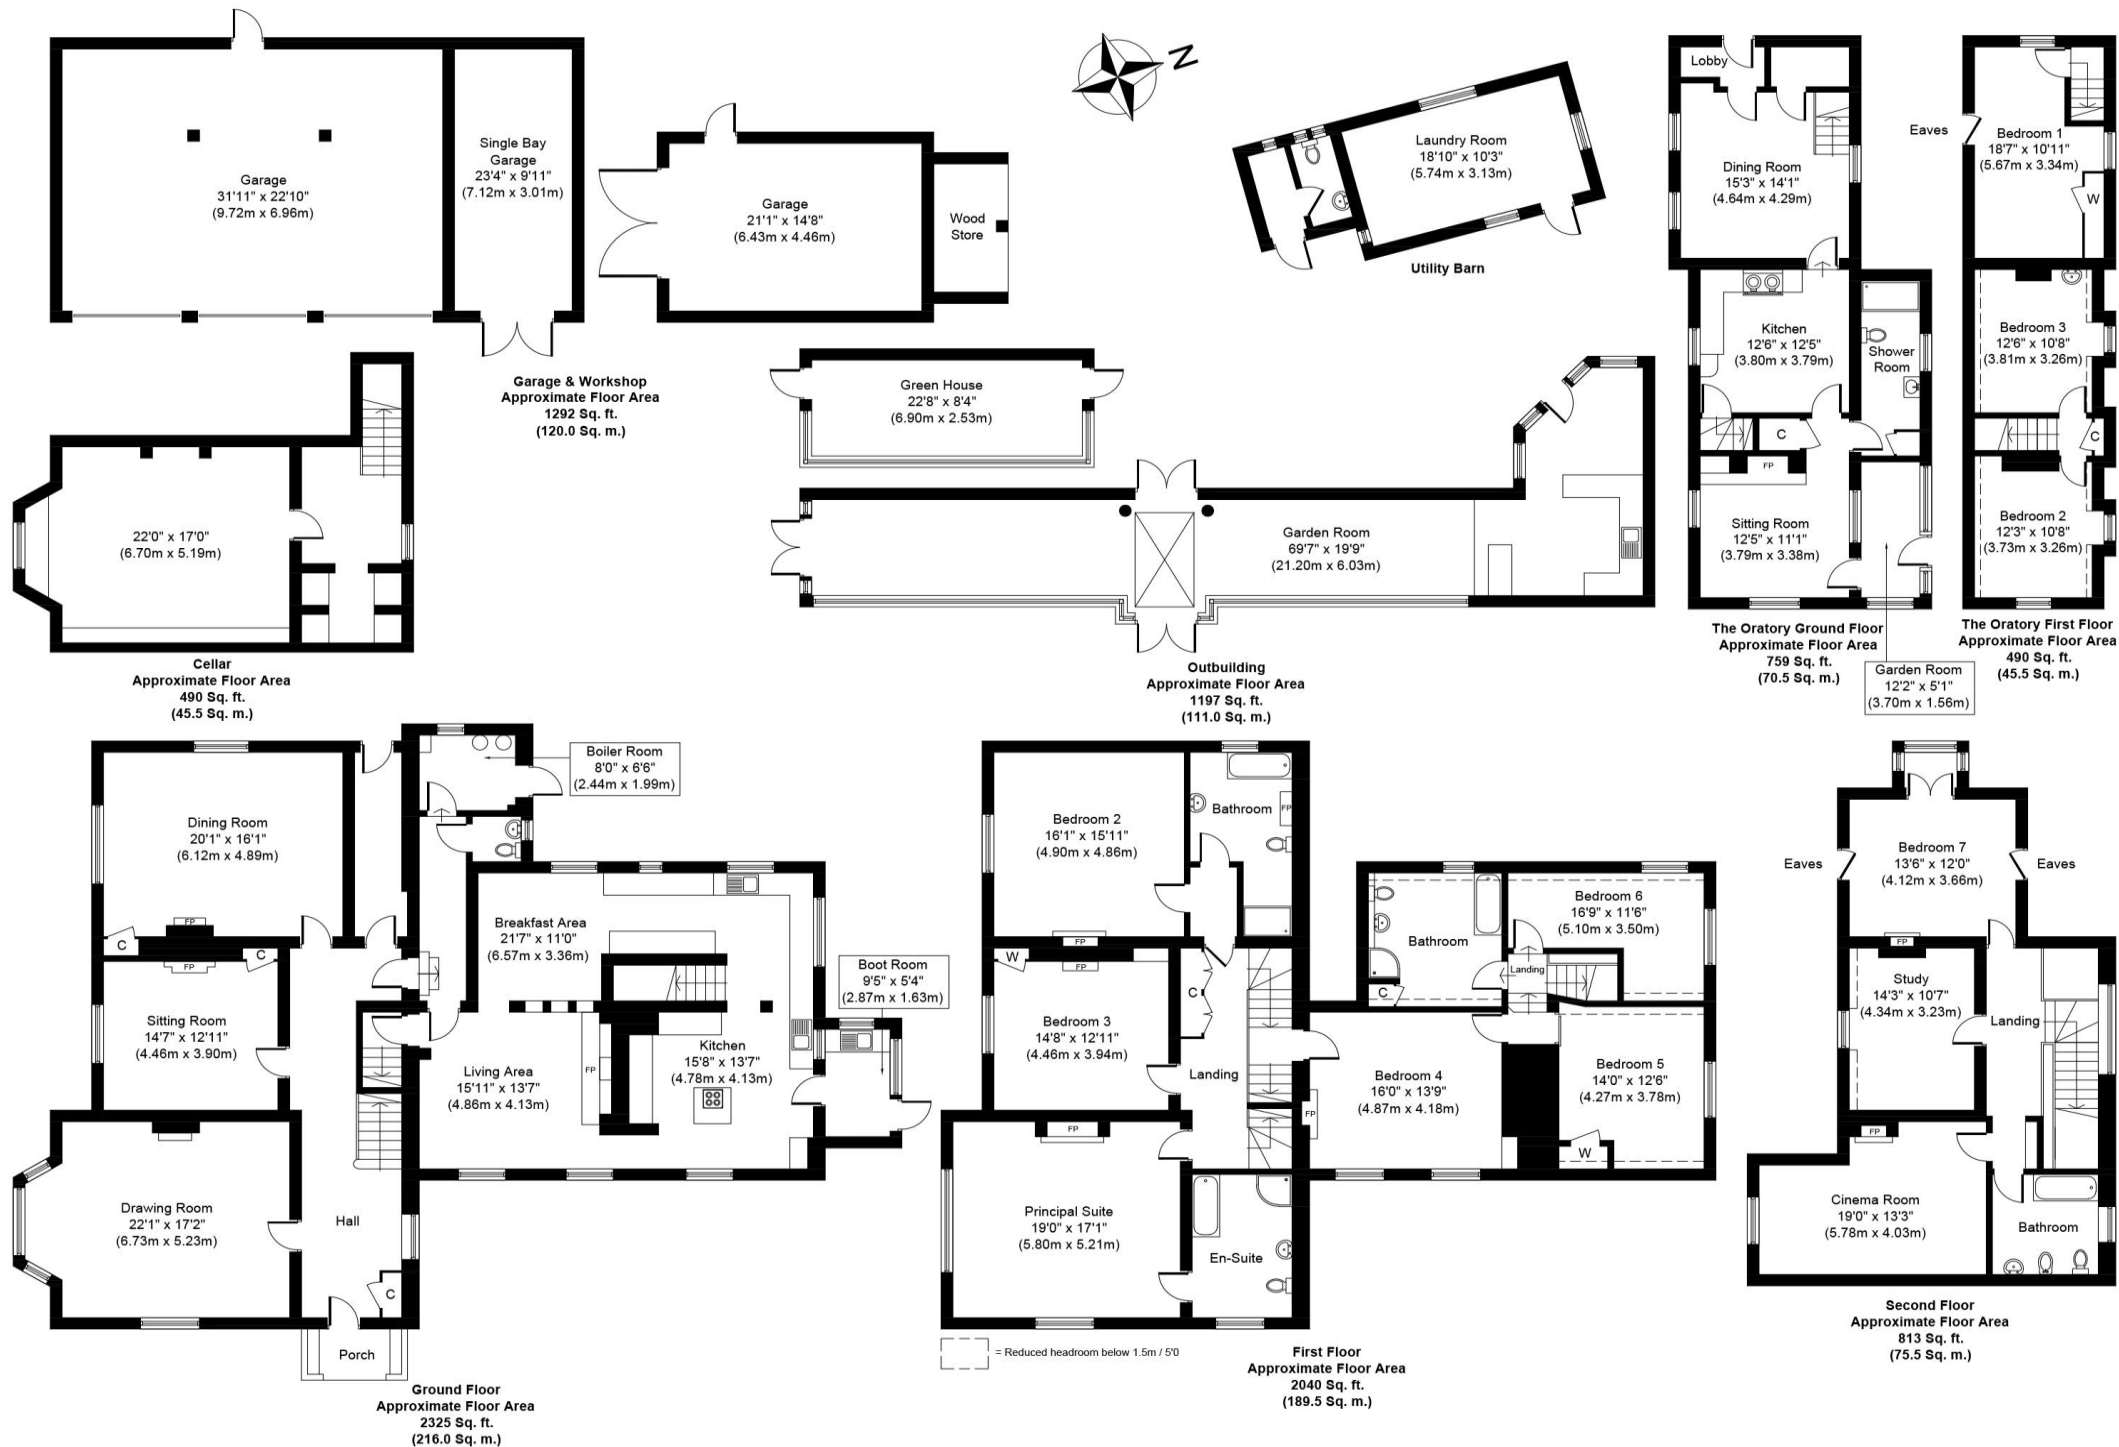 Garage
31'11" x 22'10"
(9.72m x 6.96m)
Single Bay
Garage
23'4" x 9'11"
(7.12m x 3.01m)
Garage
21'1" x 14'8"
(6.43m x 4.46m)
Wood
Store
Garage & Workshop
Approximate Floor Area
1292 Sq. ft.
(120.0 Sq. m.)
N
Laundry Room
18'10" x 10'3"
(5.74m x 3.13m)
Utility Barn
Lobby
Dining Room
15'3" x 14'1"
(4.64m x 4.29m)
Kitchen
12'6" x 12'5"
(3.80m x 3.79m)
Shower
Room
C
FP
Sitting Room
12'5" x 11'1"
(3.79m x 3.38m)
The Oratory Ground Floor
Approximate Floor Area
759 Sq. ft.
(70.5 Sq. m.)
Garden Room
12'2" x 5'1"
(3.70m x 1.56m)
Eaves
Bedroom 1
18'7" x 10'11"
(5.67m x 3.34m)
W
Bedroom 3
12'6" x 10'8"
(3.81m x 3.26m)
C
Bedroom 2
12'3" x 10'8"
(3.73m x 3.26m)
The Oratory First Floor
Approximate Floor Area
490 Sq. ft.
(45.5 Sq. m.)
Green House
22'8" x 8'4"
(6.90m x 2.53m)
Garden Room
69'7" x 19'9"
(21.20m x 6.03m)
Outbuilding
Approximate Floor Area
1197 Sq. ft.
(111.0 Sq. m.)
22'0" x 17'0"
(6.70m x 5.19m)
Cellar
Approximate Floor Area
490 Sq. ft.
(45.5 Sq. m.)
Boiler Room
8'0" x 6'6"
(2.44m x 1.99m)
Dining Room
20'1" x 16'1"
(6.12m x 4.89m)
FP
C
C
FP
Breakfast Area
21'7" x 11'0"
(6.57m x 3.36m)
Boot Room
9'5" x 5'4"
(2.87m x 1.63m)
Sitting Room
14'7" x 12'11"
(4.46m x 3.90m)
Living Area
15'11" x 13'7"
(4.86m x 4.13m)
FP
Kitchen
15'8" x 13'7"
(4.78m x 4.13m)
Drawing Room
22'1" x 17'2"
(6.73m x 5.23m)
Hall
C
Porch
Ground Floor
Approximate Floor Area
2325 Sq. ft.
(216.0 Sq. m.)
Bedroom 2
16'1" x 15'11"
(4.90m x 4.86m)
Bathroom
FP
FP
W
FP
C
Bedroom 3
14'8" x 12'11"
(4.46m x 3.94m)
Landing
Bathroom
C
Bedroom 6
16'9" x 11'6"
(5.10m x 3.50m)
Landing
Bedroom 4
16'0" x 13'9"
(4.87m x 4.18m)
FP
Bedroom 5
14'0" x 12'6"
(4.27m x 3.78m)
W
FP
Principal Suite
19'0" x 17'1"
(5.80m x 5.21m)
En-Suite
= Reduced headroom below 1.5m / 5'0
First Floor
Approximate Floor Area
2040 Sq. ft.
(189.5 Sq. m.)
Eaves
Bedroom 7
13'6" x 12'0"
(4.12m x 3.66m)
Eaves
FP
Study
14'3" x 10'7"
(4.34m x 3.23m)
Landing
FP
Cinema Room
19'0" x 13'3"
(5.78m x 4.03m)
Bathroom
Second Floor
Approximate Floor Area
813 Sq. ft.
(75.5 Sq. m.)